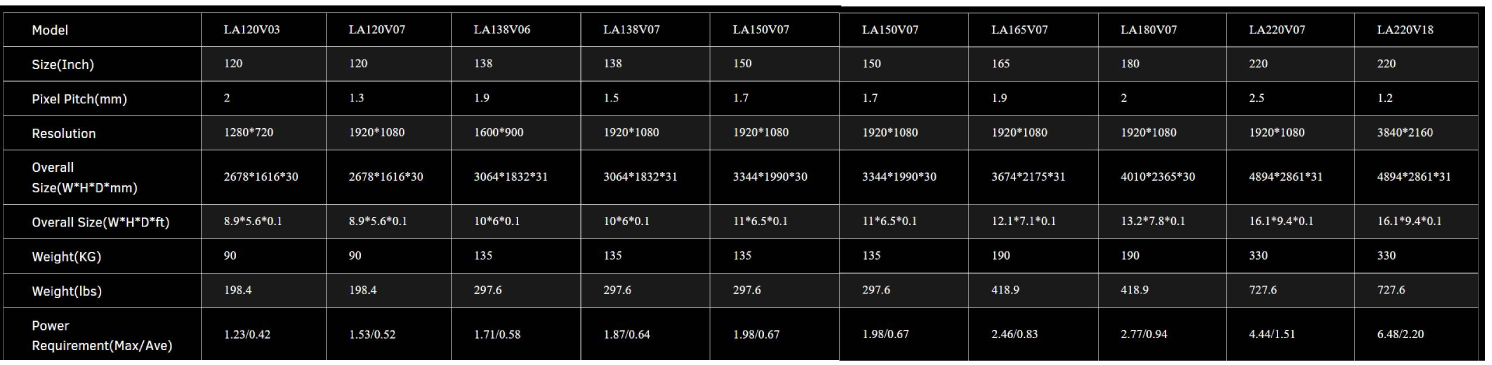 Model LA120V03 LA120V07 LA138V06 LA138V07 LA150V07 LA150V07 LA165V07 LA180V07 LA220V07 LA220V18
Size(Inch) 120 120 138 138 150 150 165 180 220 220
Pixel Pitch(mm) 2 1.3 1.9 1.5 1.7 1.7 1.9 2 2.5 1.2
Resolution 1280*720 1920*1080 1600*900 1920*1080 1920*1080 1920*1080 1920*1080 1920*1080 1920*1080 3840*2160
Overall
Size(W*H*D*mm) 2678*1616*30 2678*1616*30 3064*1832*31 3064*1832*31 3344*1990*30 3344*1990*30 3674*2175*31 4010*2365*30 4894*2861*31 4894*2861*31
Overall Size(W*H*D*ft) 8.9*5.6*0.1 8.9*5.6*0.1 10*6*0.1 10*6*0.1 11*6.5*0.1 11*6.5*0.1 12.1*7.1*0.1 13.2*7.8*0.1 16.1*9.4*0.1 16.1*9.4*0.1
Weight(KG) 90 90 135 135 135 135 190 190 330 330
Weight(lbs) 198.4 198.4 297.6 297.6 297.6 297.6 418.9 418.9 727.6 727.6
Power
Requirement(Max/Ave) 1.23/0.42 1.53/0.52 1.71/0.58 1.87/0.64 1.98/0.67 1.98/0.67 2.46/0.83 2.77/0.94 4.44/1.51 6.48/2.20